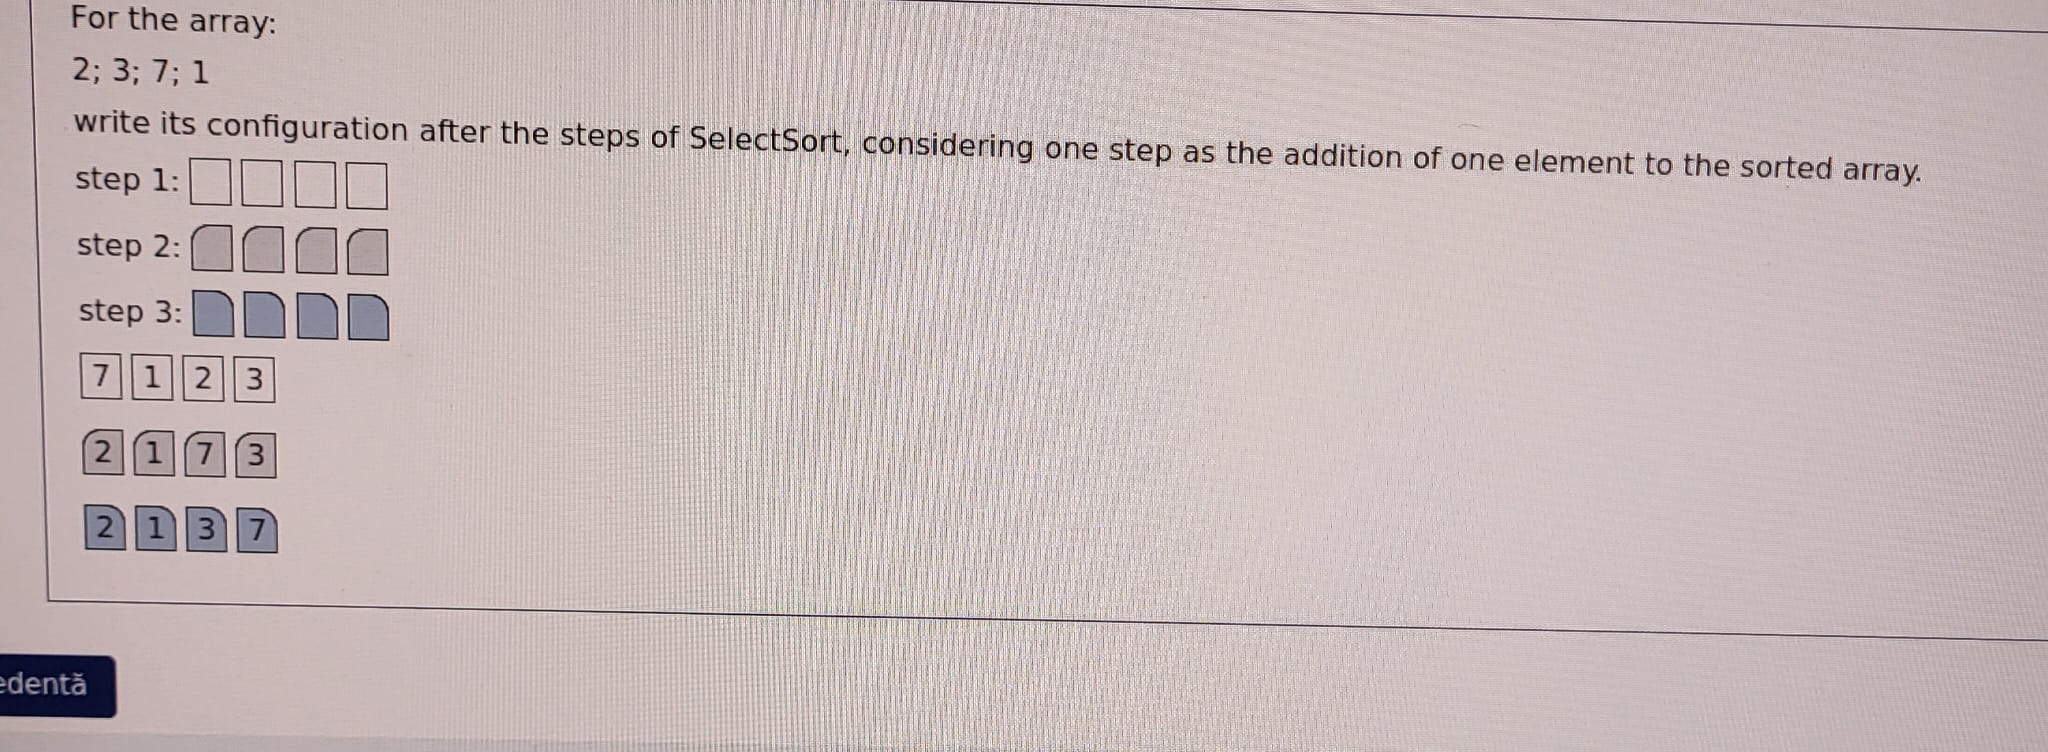 For the array:
2; 3; 7; 1
write its configuration after the steps of SelectSort, considering one step as the addition of one element to the sorted array.
step 1:
step 2:
step 3:
7 1 2 3
2 1 7 3
2 1 3 7
edentă